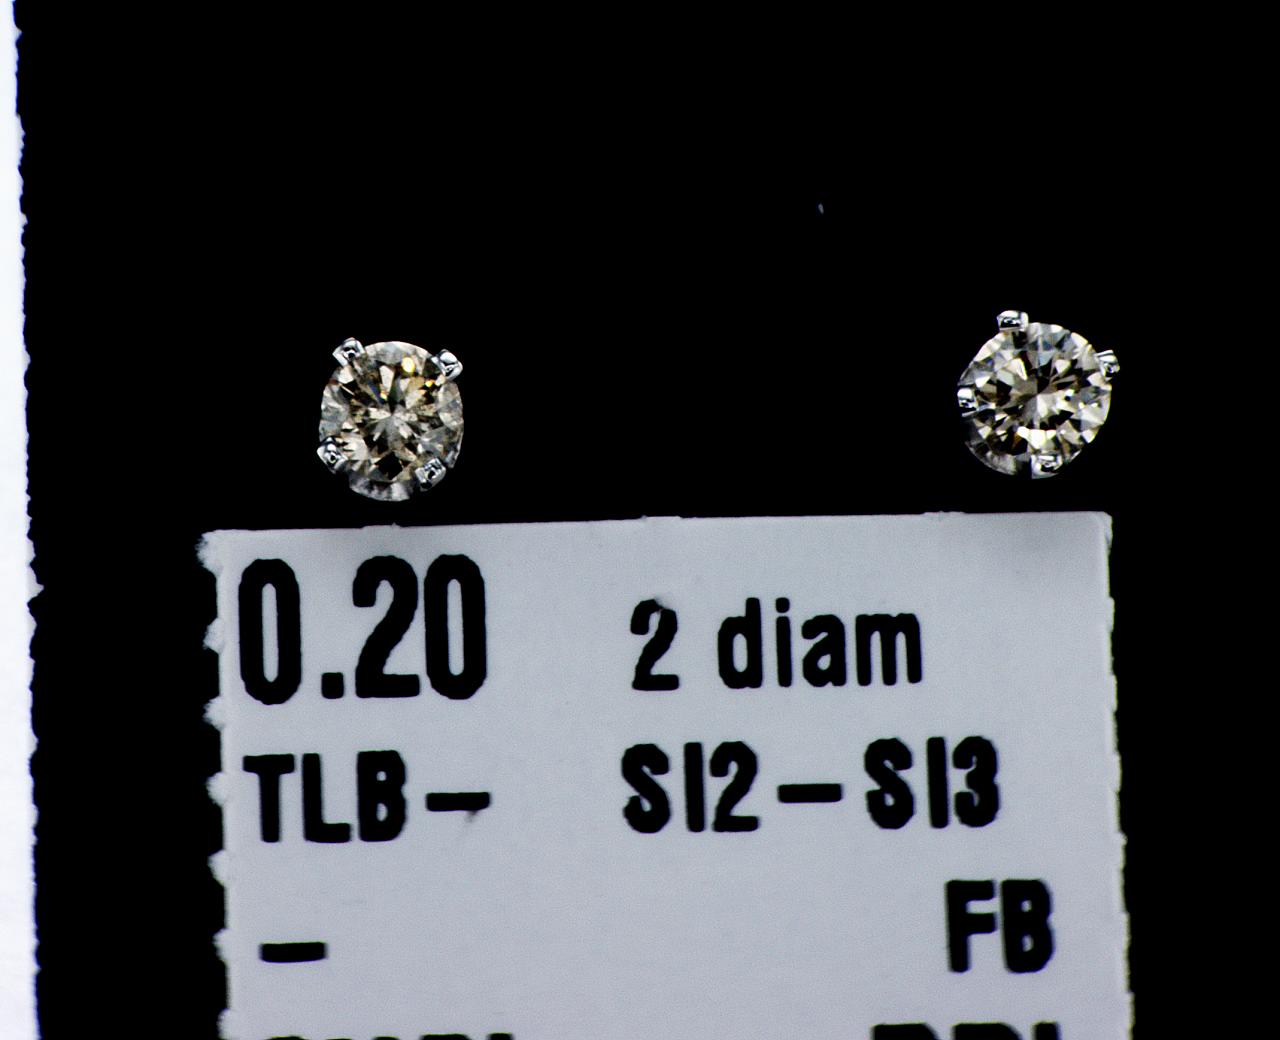 0.20 2 diam
TLB- SI2-SI3
- FB